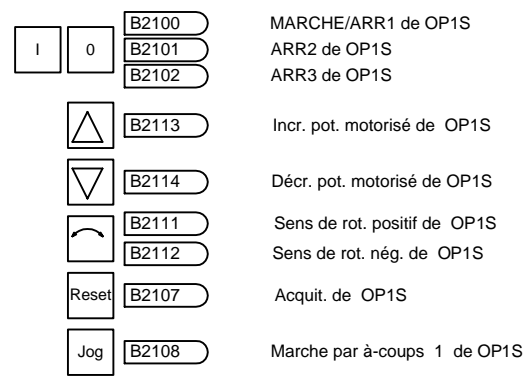 B2100 MARCHE/ARR1 de OP1S
I 0 B2101 ARR2 de OP1S
B2102 ARR3 de OP1S
B2113 Incr. pot. motorisé de OP1S
B2114 Décr. pot. motorisé de OP1S
B2111 Sens de rot. positif de OP1S
B2112 Sens de rot. nég. de OP1S
Reset B2107 Acquit. de OP1S
Jog B2108 Marche par à-coups 1 de OP1S